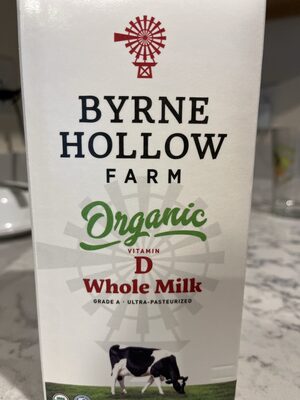 BYRNE
HOLLOW
FARM
Organic
VITAMIN
D
Whole Milk
GRADE A • ULTRA-PASTEURIZED